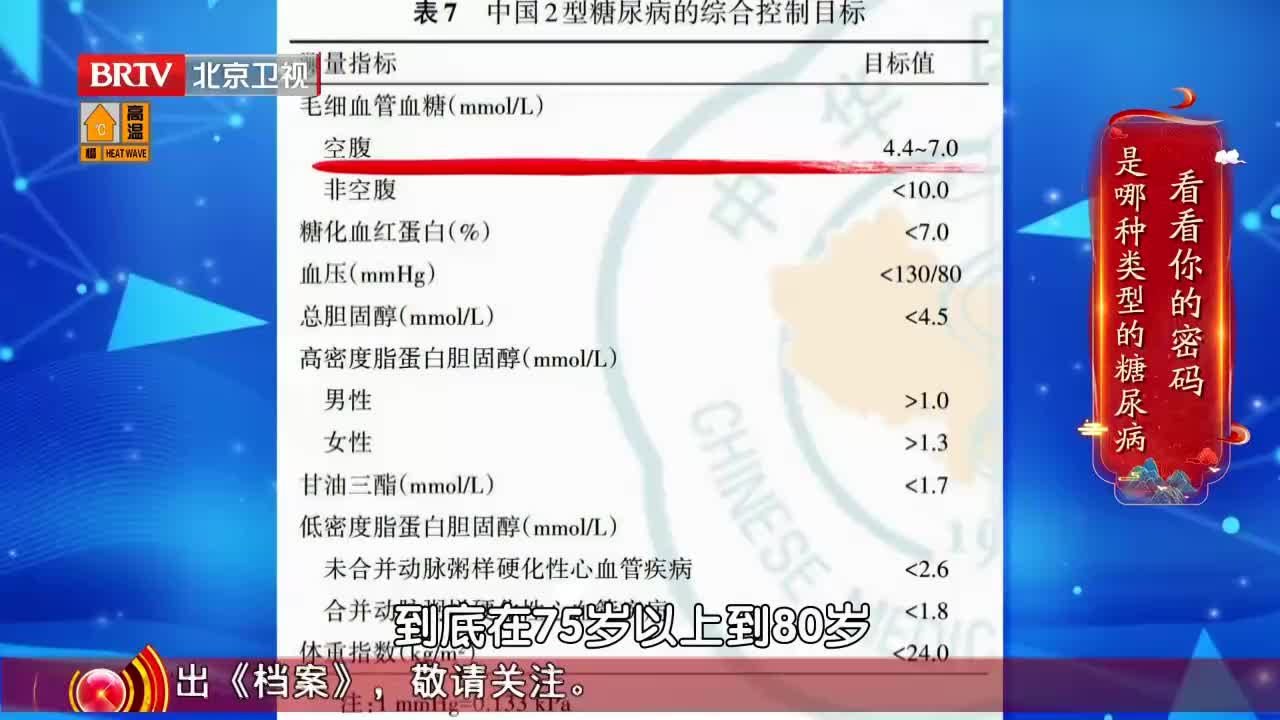 表7 中国2型糖尿病的综合控制目标
BRTV 北京卫视
量指标 目标值
高温
℃
橙 HEAT WAVE
毛细血管血糖(mmol/L)
空腹 4.4~7.0
非空腹 <10.0
糖化血红蛋白(%) <7.0
血压(mmHg) <130/80
总胆固醇(mmol/L) <4.5
高密度脂蛋白胆固醇(mmol/L)
男性 >1.0
女性 >1.3
甘油三酯(mmol/L) <1.7
低密度脂蛋白胆固醇(mmol/L)
未合并动脉粥样硬化性心血管疾病 <2.6
合并动 <1.8
体重指数(kg/m²) <24.0
注:1 mmHg=0.133 kPa
看看你的密码
是哪种类型的糖尿病
中华
CHINESE MEDIC
19
到底在75岁以上到80岁
出《档案》，敬请关注。